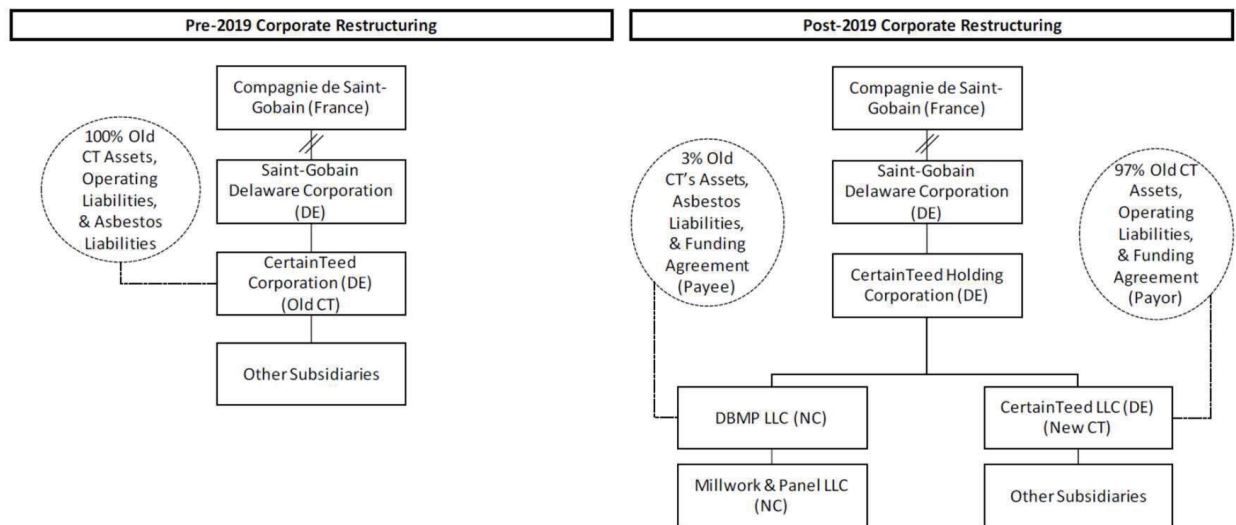 Pre-2019 Corporate Restructuring
Compagnie de Saint-
Gobain (France)
100% Old
CT Assets,
Operating
Liabilities,
& Asbestos
Liabilities
Saint-Gobain
Delaware Corporation
(DE)
CertainTeed
Corporation (DE)
(Old CT)
Other Subsidiaries
Post-2019 Corporate Restructuring
Compagnie de Saint-
Gobain (France)
3% Old
CT's Assets,
Asbestos
Liabilities,
& Funding
Agreement
(Payee)
Saint-Gobain
Delaware Corporation
(DE)
97% Old CT
Assets,
Operating
Liabilities,
& Funding
Agreement
(Payor)
CertainTeed Holding
Corporation (DE)
DBMP LLC (NC)
CertainTeed LLC (DE)
(New CT)
Millwork & Panel LLC
(NC)
Other Subsidiaries